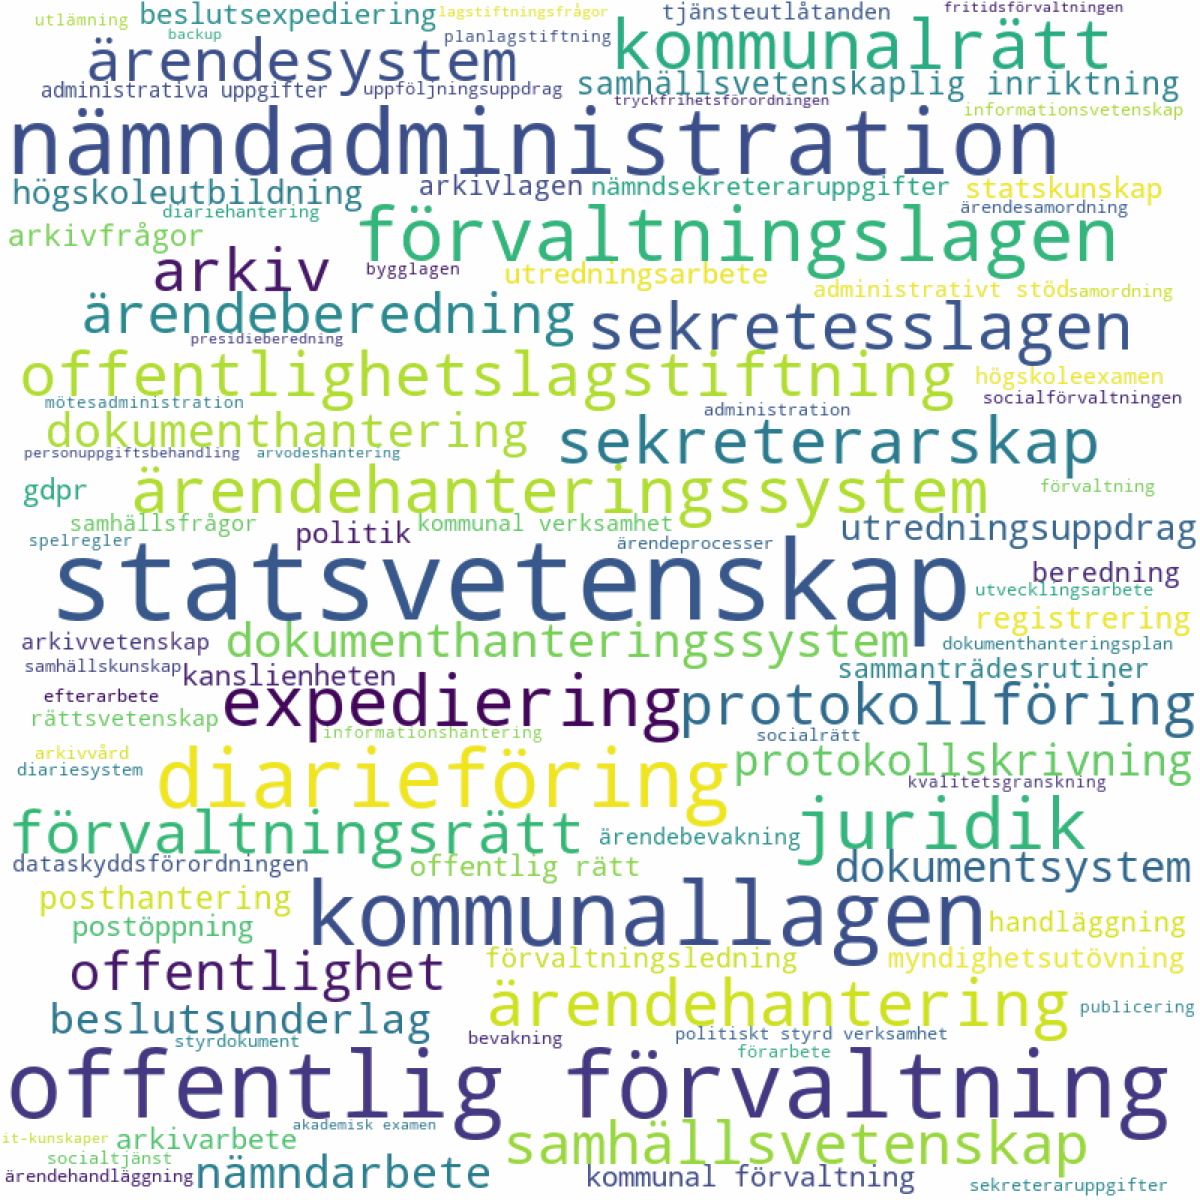 utlämning beslutsexpediering lagstiftningsfrågor tjänsteutlåtanden fritidsförvaltningen
backup planlagstiftning kommunalrätt
ärendesystem
administrativa uppgifter uppföljningsuppdrag samhällsvetenskaplig inriktning
tryckfrihetsförordningen informationsvetenskap
nämndadministration
högskoleutbildning arkivlagen nämndsekreteraruppgifter statskunskap
diariehantering ärendesamordning
arkivfrågor förvaltningslagen
arkiv bygglagen utredningsarbete
administrativt stöd samordning
ärendeberedning sekretesslagen
presidieberedning
offentlighetslagstiftning högskoleexamen
mötesadministration administration socialförvaltningen
dokumenthantering sekreterarskap
personuppgiftsbehandling arvodeshantering
gdpr ärendehanteringssystem förvaltning
samhällsfrågor politik kommunal verksamhet utredningsuppdrag
spelregler ärendeprocesser
statsvetenskap beredning
utvecklingsarbete
registrering
arkivvetenskap dokumenthanteringssystem dokumenthanteringsplan
samhällskunskap kanslienheten sammanträdesrutiner
efterarbete expediering protokollföring
rättsvetenskap
informationshantering socialrätt
arkivvård diarieföring protokollskrivning
diariesystem kvalitetsgranskning
förvaltningsrätt ärendebevakning juridik
dataskyddsförordningen offentlig rätt dokumentsystem
posthantering kommunallagen
postöppning handläggning
offentlighet förvaltningsledning myndighetsutövning
ärendehantering publicering
beslutsunderlag
styrdokument bevakning politiskt styrd verksamhet
förarbete
offentlig förvaltning
it-kunskaper arkivarbete akademisk examen samhällsvetenskap
socialtjänst
ärendehandläggning nämndarbete kommunal förvaltning sekreteraruppgifter